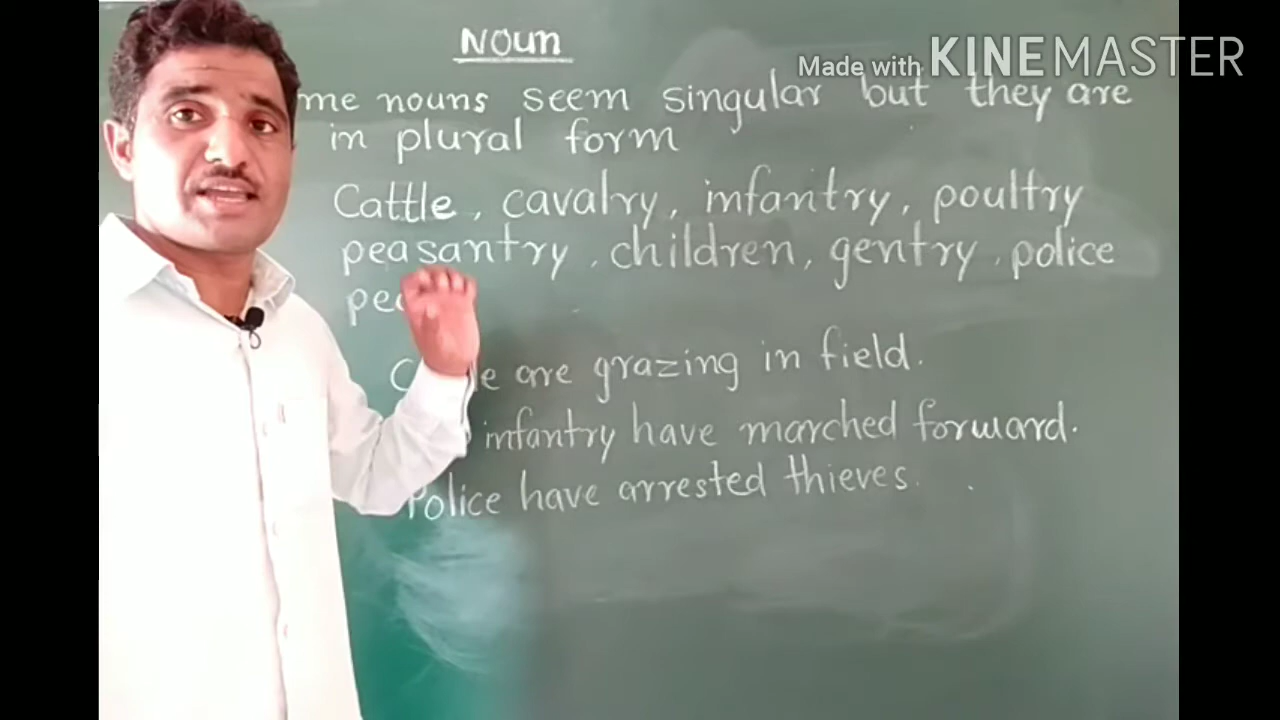 Noun
Made with KINEMASTER
me nouns seem singular but they are
in plural form
Cattle, cavalry, infantry, poultry
peasantry, children, gentry, police
are grazing in field.
infantry have marched forward.
Police have arrested thieves.